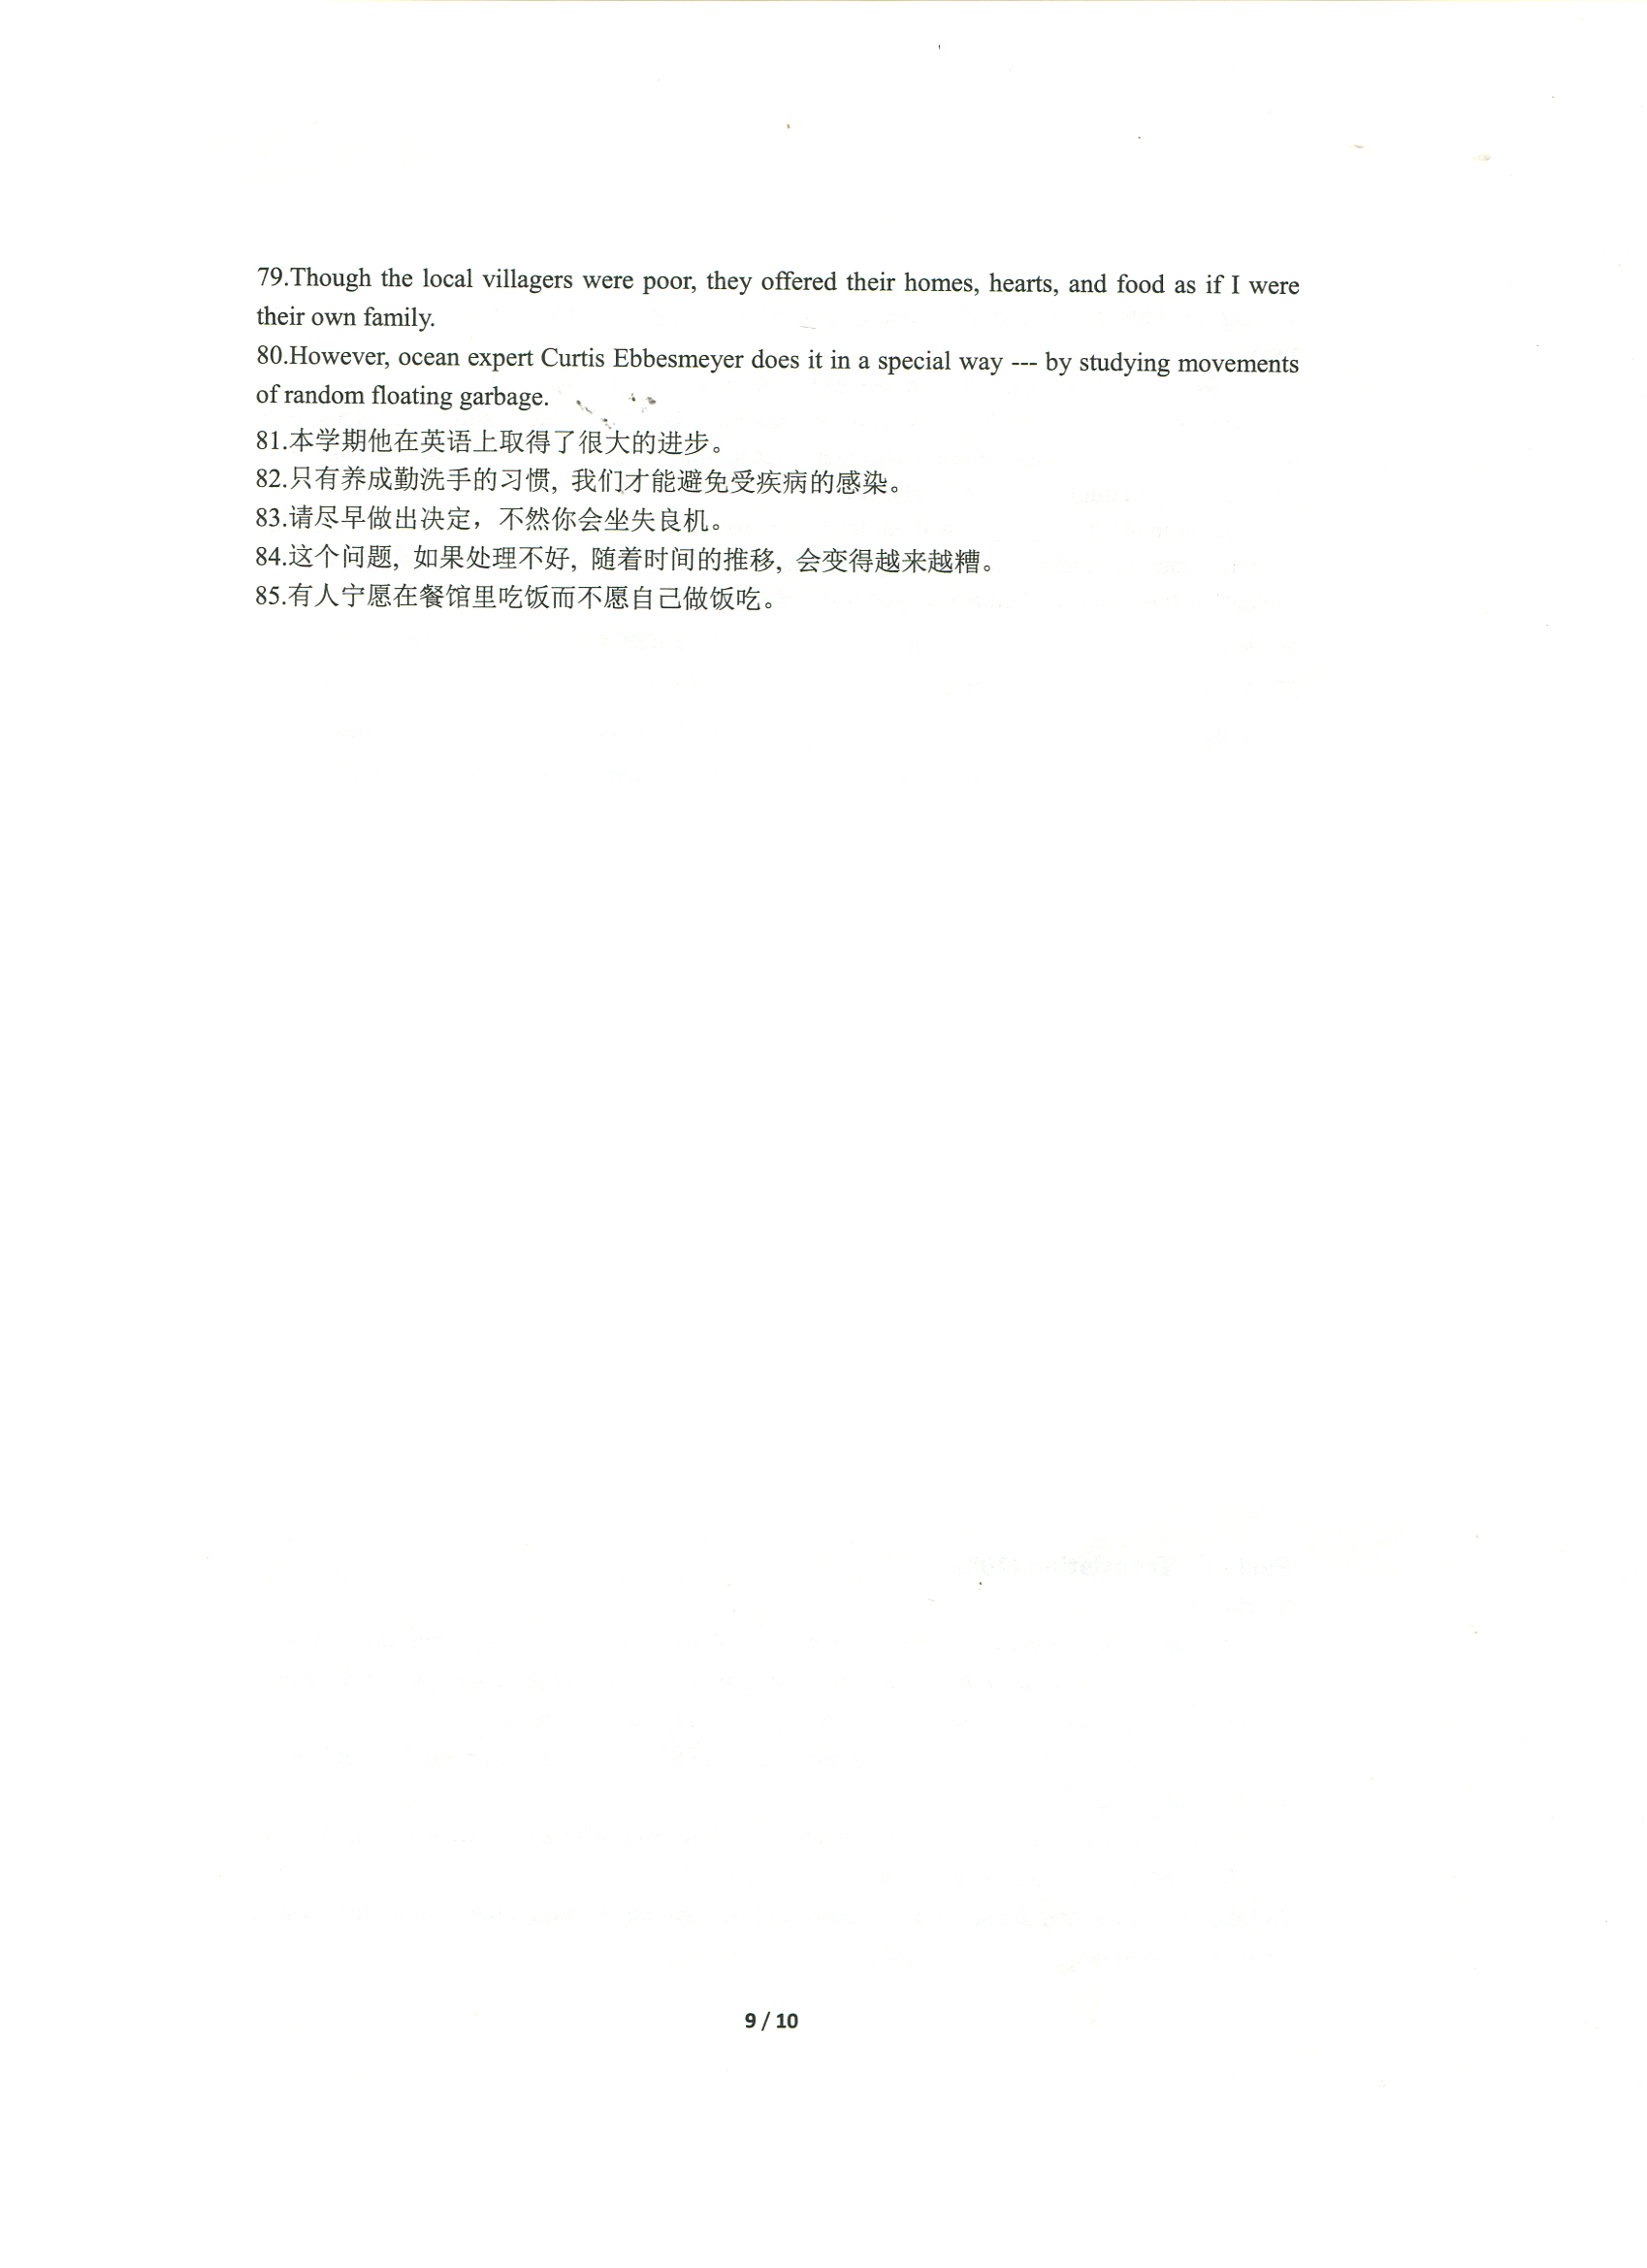 79.Though the local villagers were poor, they offered their homes, hearts, and food as if I were
their own family.
80.However, ocean expert Curtis Ebbesmeyer does it in a special way --- by studying movements
of random floating garbage.
81.本学期他在英语上取得了很大的进步。
82.只有养成勤洗手的习惯, 我们才能避免受疾病的感染。
83.请尽早做出决定，不然你会坐失良机。
84.这个问题, 如果处理不好, 随着时间的推移, 会变得越来越糟。
85.有人宁愿在餐馆里吃饭而不愿自己做饭吃。
9 / 10